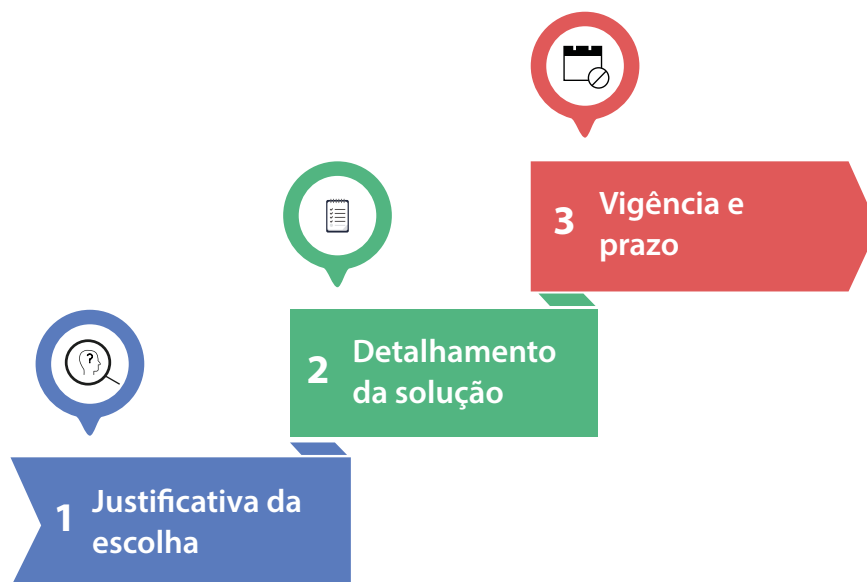 1 Justificativa da
escolha
2 Detalhamento
da solução
3 Vigência e
prazo